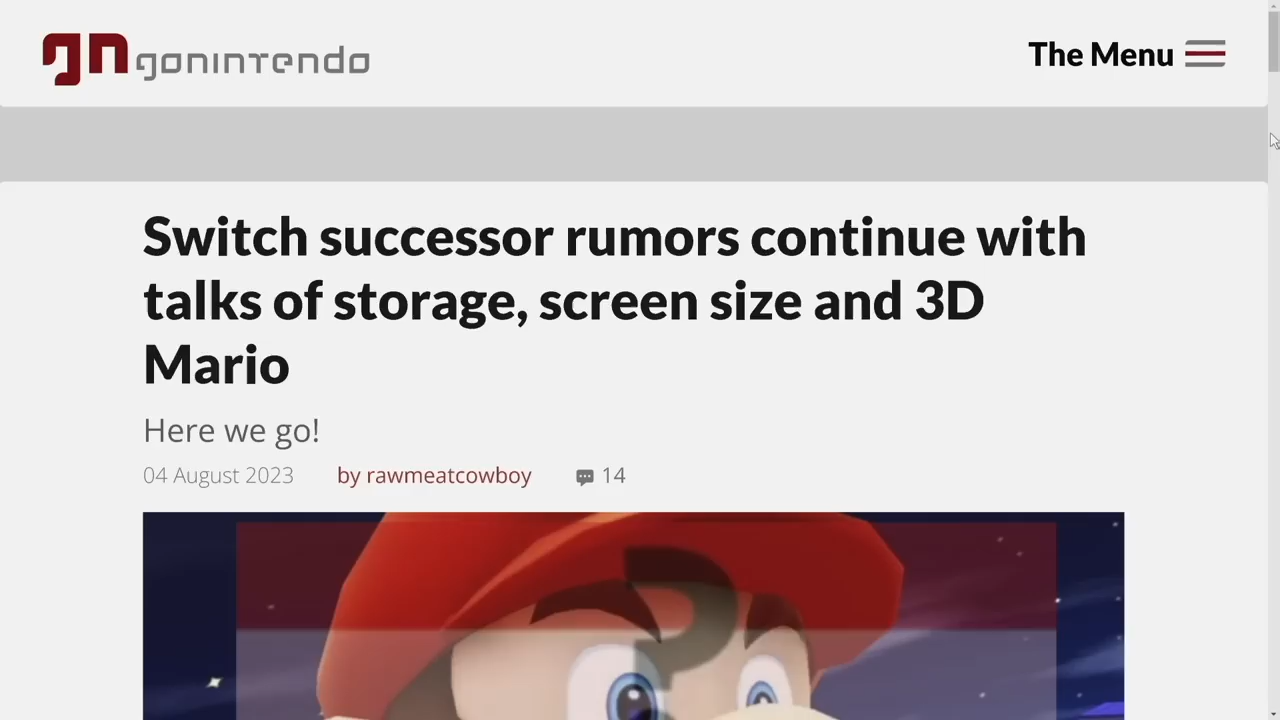 gn gonintendo
The Menu
Switch successor rumors continue with
talks of storage, screen size and 3D
Mario
Here we go!
04 August 2023 by rawmeatcowboy 14
?